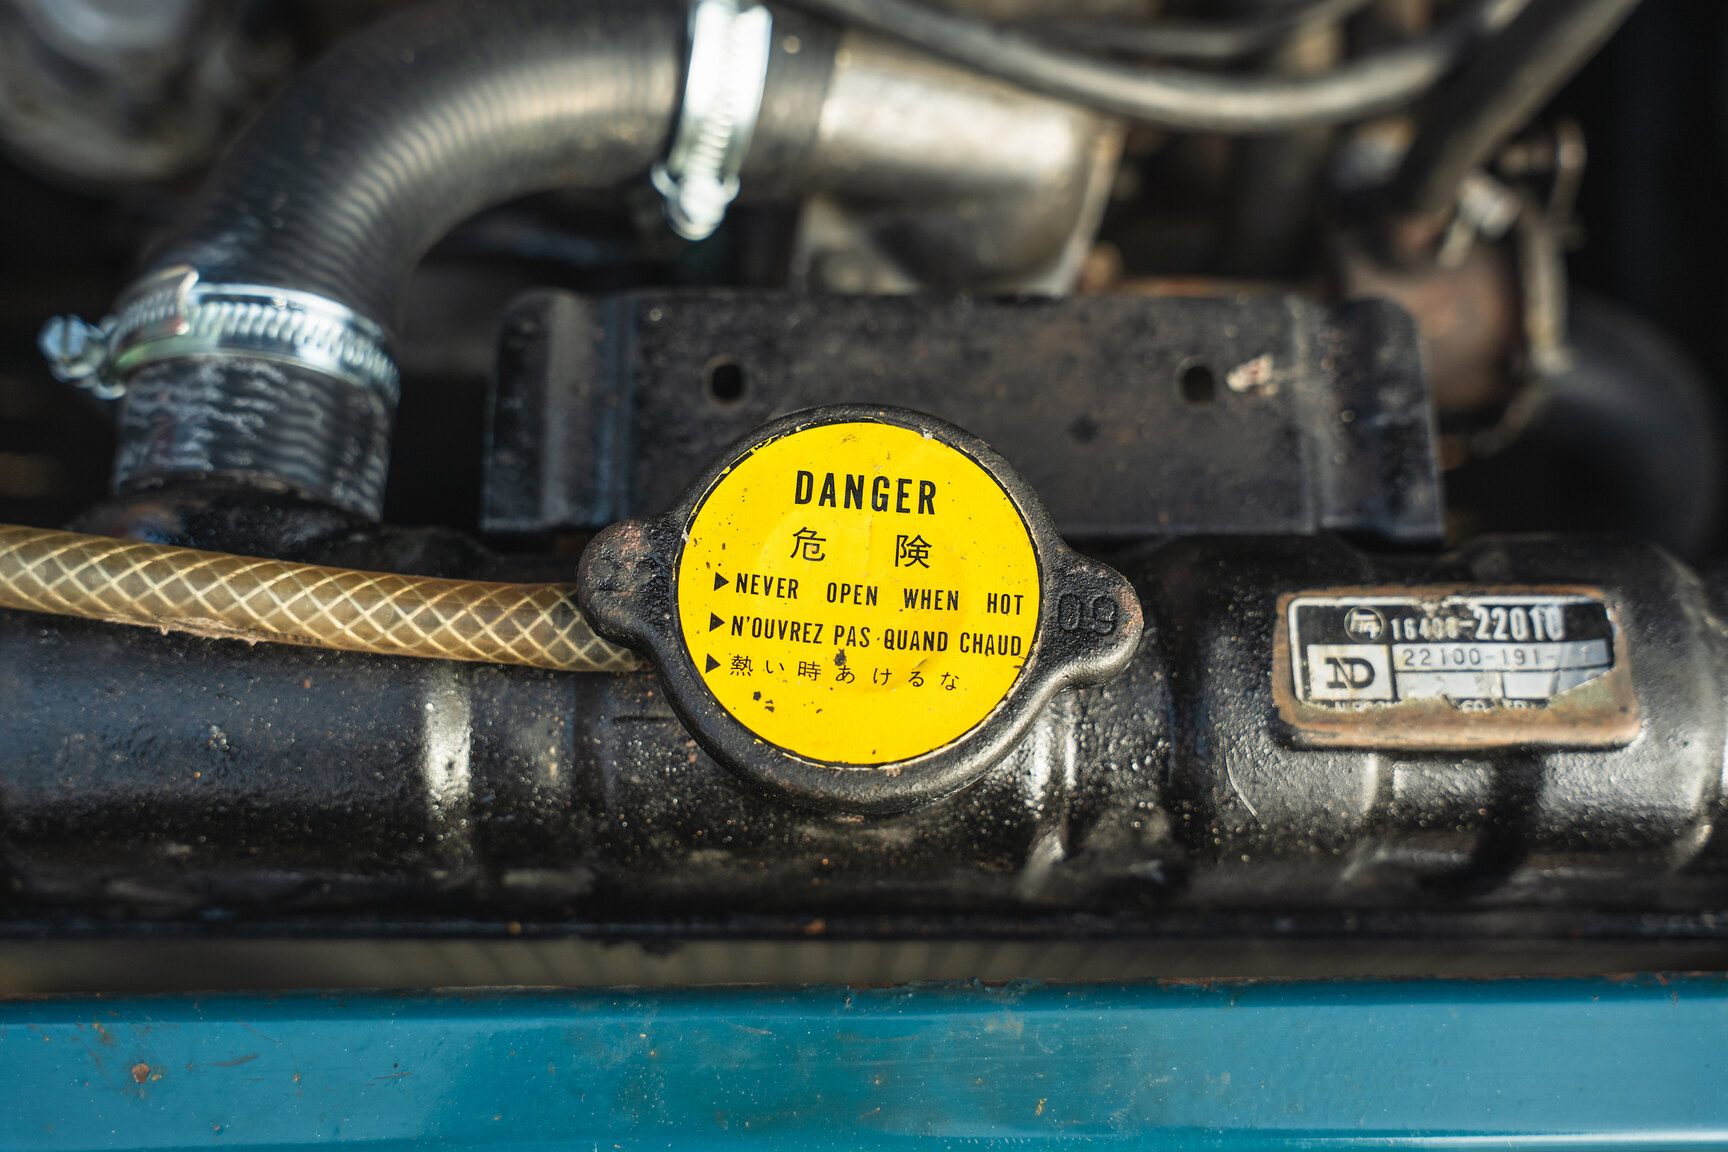 DANGER
危 険
▶NEVER OPEN WHEN HOT
▶N'OUVREZ PAS QUAND CHAUD
▶熱い時あけるな
09
-22010
ND
22100-191-